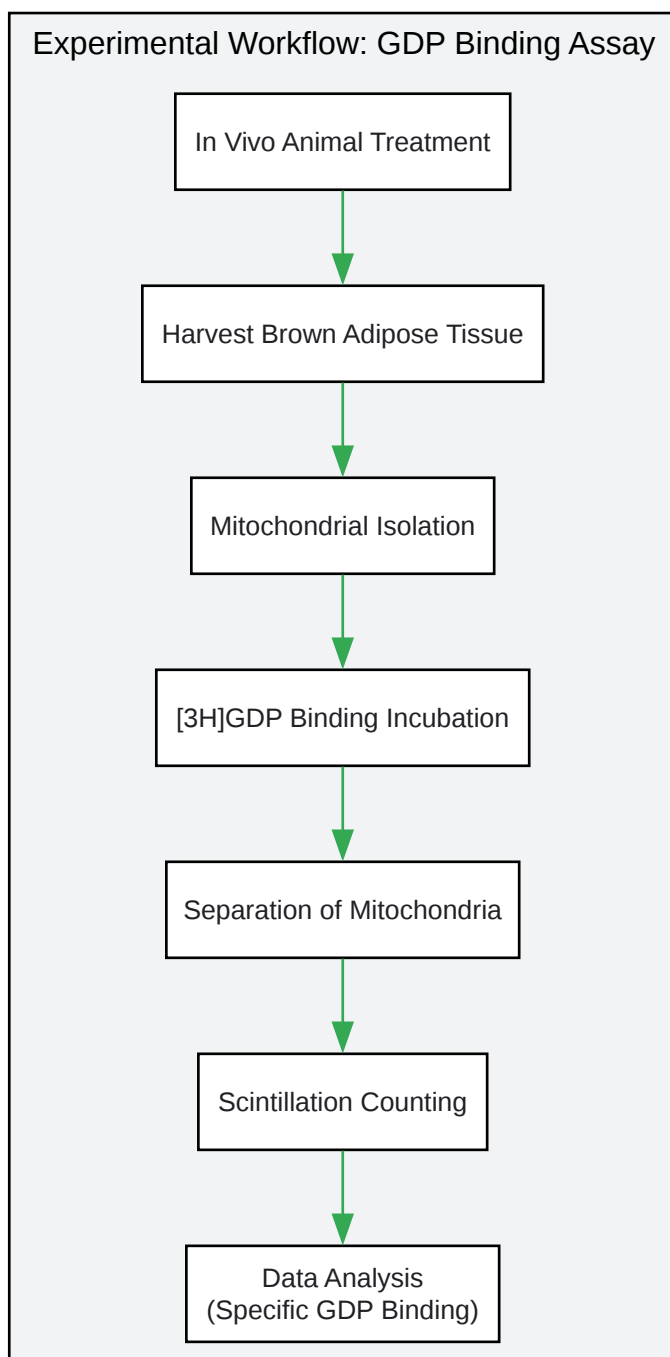 Experimental Workflow: GDP Binding Assay
In Vivo Animal Treatment
Harvest Brown Adipose Tissue
Mitochondrial Isolation
[3H]GDP Binding Incubation
Separation of Mitochondria
Scintillation Counting
Data Analysis
(Specific GDP Binding)